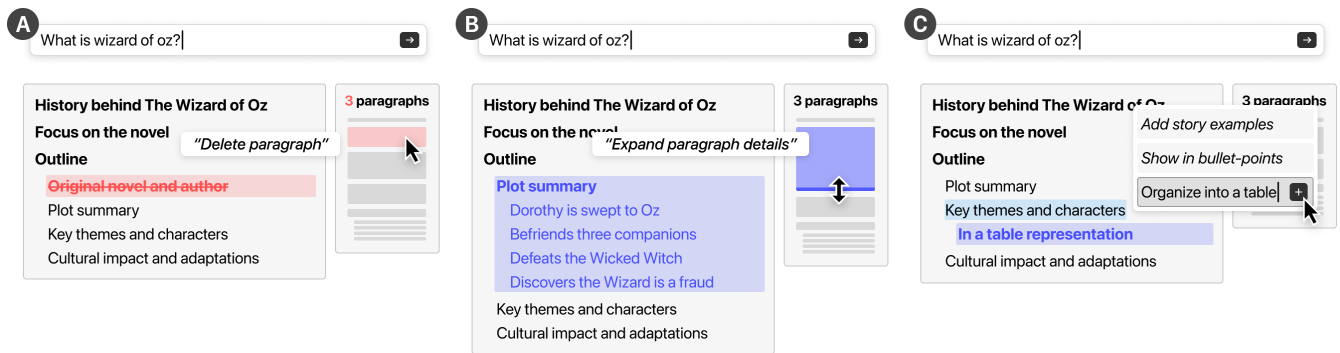 A
What is wizard of oz?
History behind The Wizard of Oz
Focus on the novel
Outline
Original novel and author
Plot summary
Key themes and characters
Cultural impact and adaptations
3 paragraphs
“Delete paragraph”
B
What is wizard of oz?
History behind The Wizard of Oz
Focus on the novel
Outline
Plot summary
Dorothy is swept to Oz
Befriends three companions
Defeats the Wicked Witch
Discovers the Wizard is a fraud
Key themes and characters
Cultural impact and adaptations
3 paragraphs
“Expand paragraph details”
C
What is wizard of oz?
History behind The Wizard of Oz
Focus on the novel
Outline
Plot summary
Key themes and characters
In a table representation
Cultural impact and adaptations
3 paragraphs
Add story examples
Show in bullet-points
Organize into a table